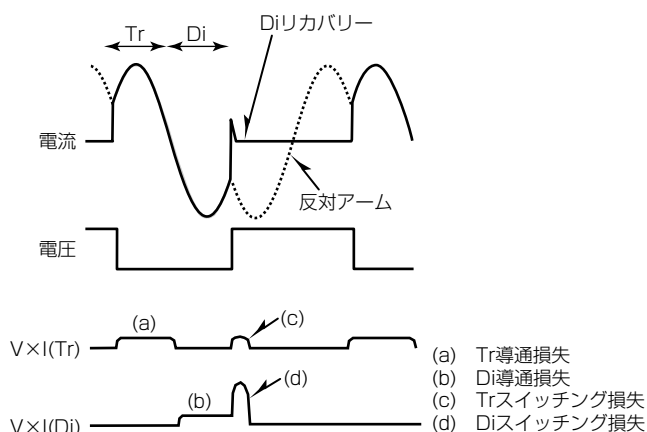 Diリカバリー
Tr
Di
電流
反対アーム
電圧
(a)
(c)
V×I(Tr)
(d)
(b)
V×I(Di)
(a) Tr導通損失
(b) Di導通損失
(c) Trスイッチング損失
(d) Diスイッチング損失